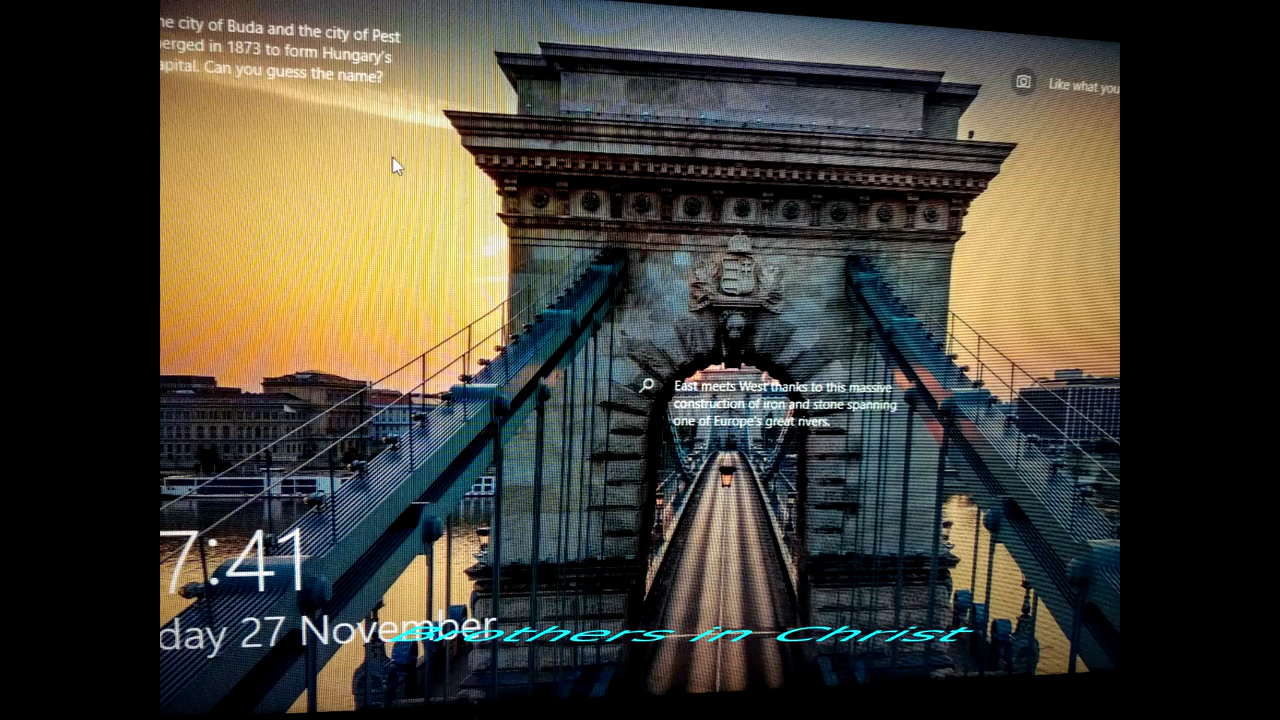 he city of Buda and the city of Pest
erged in 1873 to form Hungary's
apital. Can you guess the name?
Like what you
East meets West thanks to this massive
construction of iron and stone spanning
one of Europe's great rivers.
7:41
day 27 November
Brothers in Christ